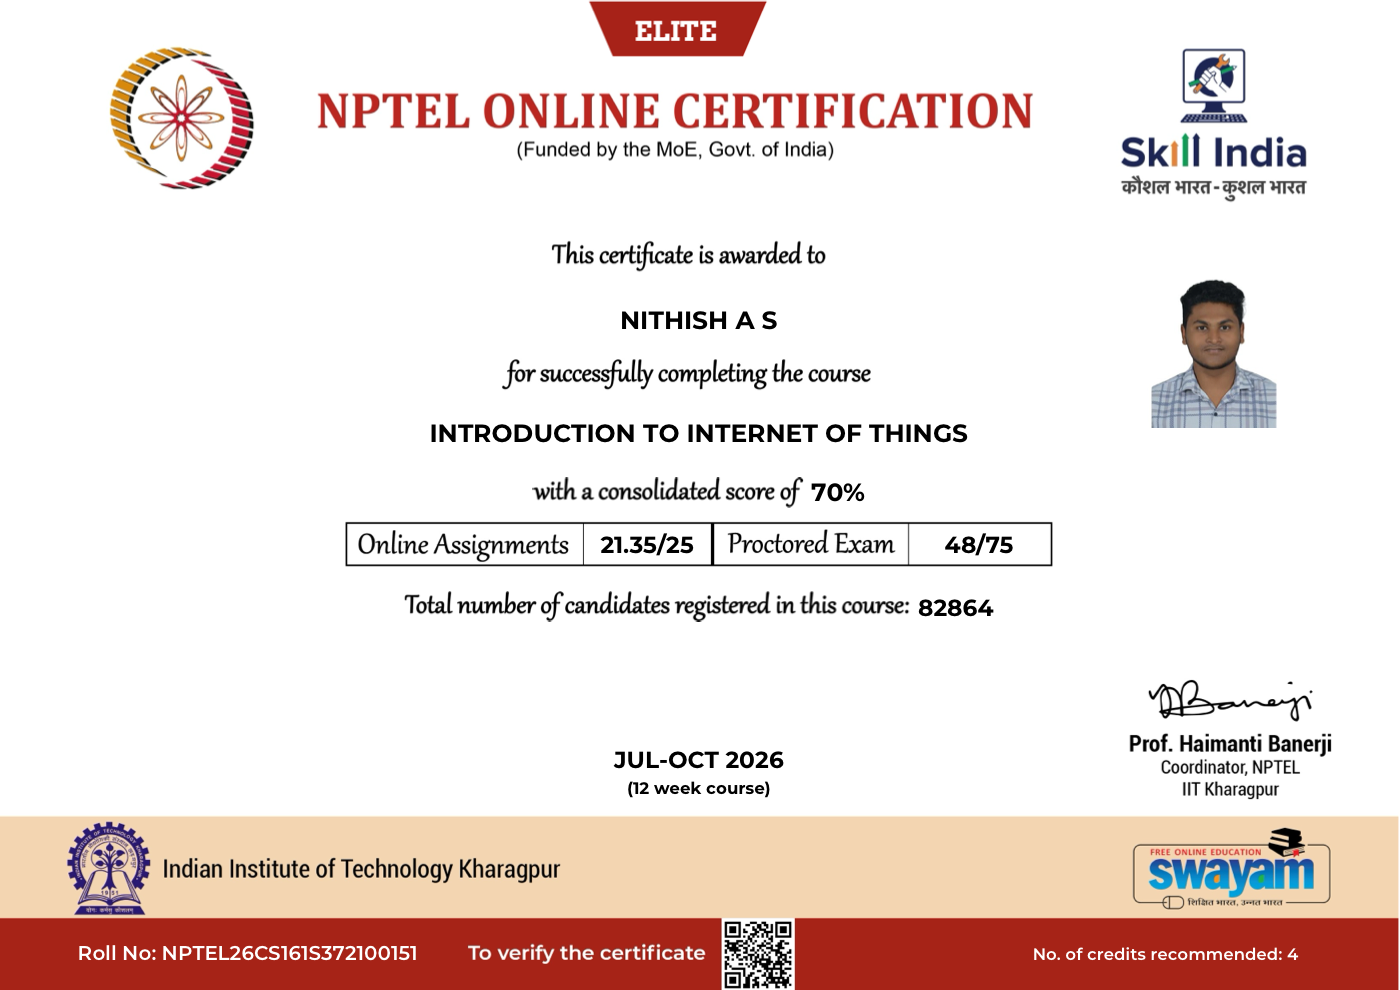 ELITE
NPTEL ONLINE CERTIFICATION
(Funded by the MoE, Govt. of India)
Skill India
कौशल भारत - कुशल भारत
This certificate is awarded to
NITHISH A S
for successfully completing the course
INTRODUCTION TO INTERNET OF THINGS
with a consolidated score of 70%
Online Assignments 21.35/25 Proctored Exam 48/75
Total number of candidates registered in this course: 82864
Prof. Haimanti Banerji
Coordinator, NPTEL
IIT Kharagpur
JUL-OCT 2026
(12 week course)
Indian Institute of Technology Kharagpur
FREE ONLINE EDUCATION
swayam
शिक्षित भारत, उन्नत भारत
Roll No: NPTEL26CS161S372100151
To verify the certificate
No. of credits recommended: 4